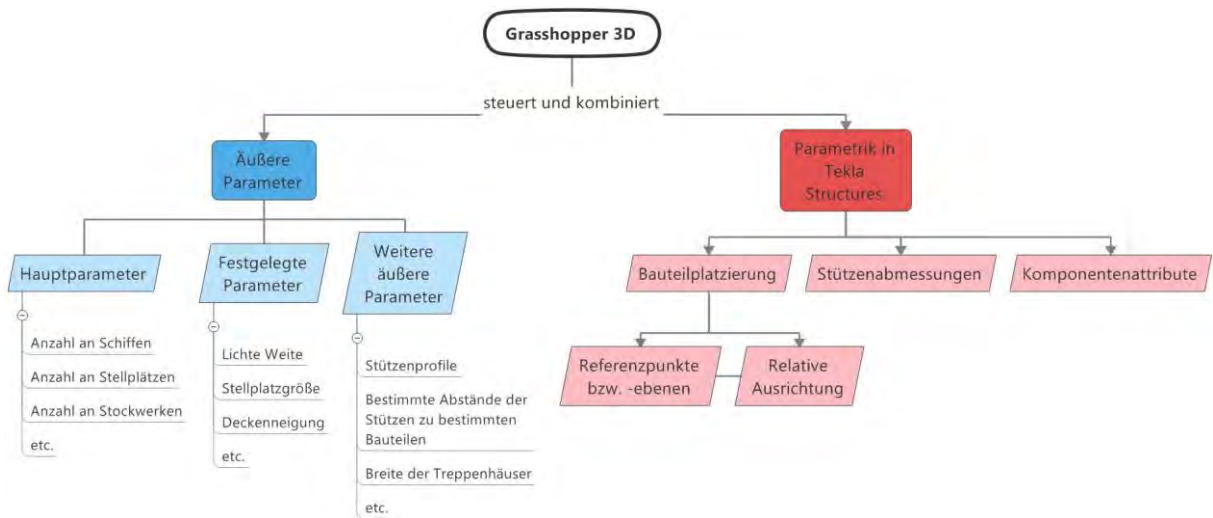 Grasshopper 3D
steuert und kombiniert
Äußere
Parameter
Parametrik in
Tekla
Structures
Hauptparameter
Festgelegte
Parameter
Weitere
äußere
Parameter
Bauteilplatzierung
Stützenabmessungen
Komponentenattribute
Anzahl an Schiffen
Anzahl an Stellplätzen
Anzahl an Stockwerken
etc.
Lichte Weite
Stellplatzgröße
Deckenneigung
etc.
Stützenprofile
Bestimmte Abstände der
Stützen zu bestimmten
Bauteilen
Breite der Treppenhäuser
etc.
Referenzpunkte
bzw. -ebenen
Relative
Ausrichtung